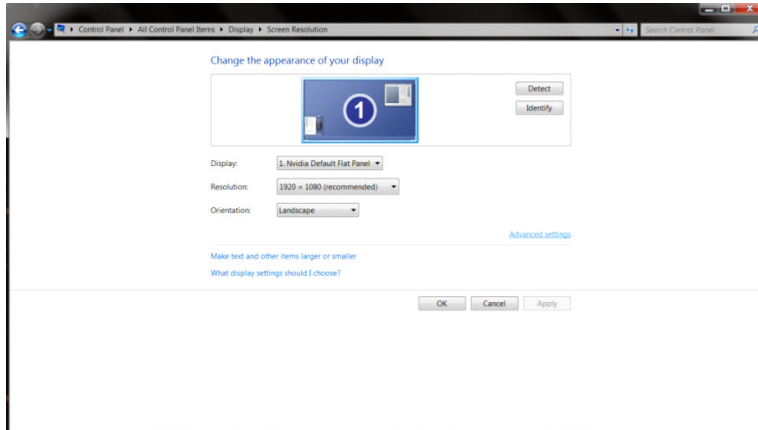 Control Panel ▸ All Control Panel Items ▸ Display ▸ Screen Resolution
Search Control Panel
Change the appearance of your display
1
Detect
Identify
Display: 1. Nvidia Default Flat Panel
Resolution: 1920 × 1080 (recommended)
Orientation: Landscape
Advanced settings
Make text and other items larger or smaller
What display settings should I choose?
OK Cancel Apply